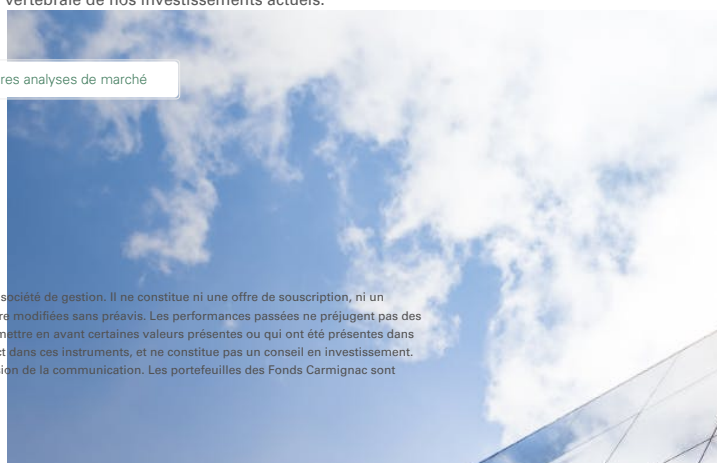 vertébrale de nos investissements actuels.
res analyses de marché
société de gestion. Il ne constitue ni une offre de souscription, ni un
re modifiées sans préavis. Les performances passées ne préjugent pas des
mettre en avant certaines valeurs présentes ou qui ont été présentes dans
ct dans ces instruments, et ne constitue pas un conseil en investissement.
sion de la communication. Les portefeuilles des Fonds Carmignac sont